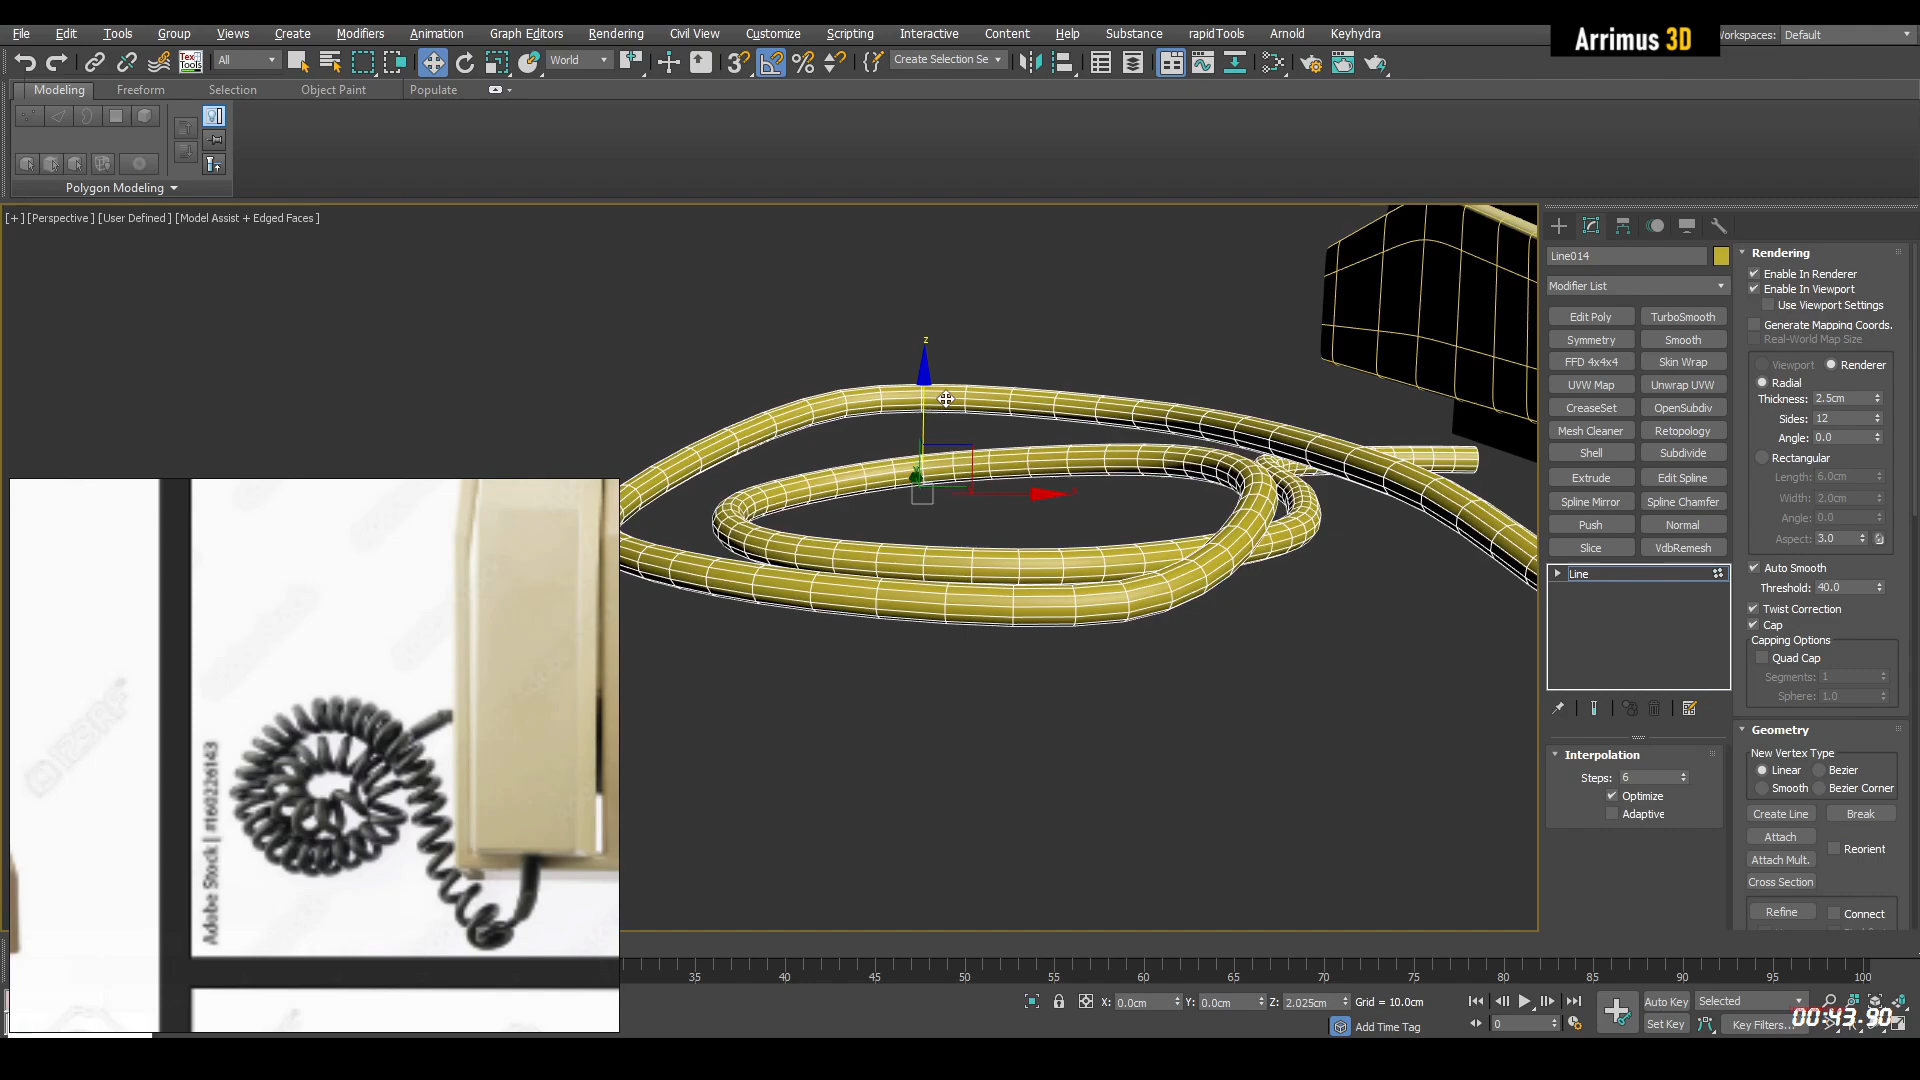 File Edit Tools Group Views Create Modifiers Animation Graph Editors Rendering Civil View Customize Scripting Interactive Content Help Substance rapidTools Arnold Keyhydra
Arrimus 3D
Workspaces: Default
Tex Tools
All
World
Create Selection Se
Modeling Freeform Selection Object Paint Populate
Polygon Modeling
[+] [Perspective] [User Defined] [Model Assist + Edged Faces]
z
Adobe Stock | #160226143
123RF
Line014
Modifier List
Edit Poly TurboSmooth
Symmetry Smooth
FFD 4x4x4 Skin Wrap
UVW Map Unwrap UVW
CreaseSet OpenSubdiv
Mesh Cleaner Retopology
Shell Subdivide
Extrude Edit Spline
Spline Mirror Spline Chamfer
Push Normal
Slice VdbRemesh
Line
Interpolation
Steps: 6
Optimize
Adaptive
Rendering
Enable In Renderer
Enable In Viewport
Use Viewport Settings
Generate Mapping Coords.
Real-World Map Size
Viewport Renderer
Radial
Thickness: 2.5cm
Sides: 12
Angle: 0.0
Rectangular
Length: 6.0cm
Width: 2.0cm
Angle: 0.0
Aspect: 3.0
Auto Smooth
Threshold: 40.0
Twist Correction
Cap
Capping Options
Quad Cap
Segments: 1
Sphere: 1.0
Geometry
New Vertex Type
Linear Bezier
Smooth Bezier Corner
Create Line Break
Attach
Reorient
Attach Mult.
Cross Section
Refine Connect
35 40 45 50 55 60 65 70 75 80 85 90 95 100
X: 0.0cm Y: 0.0cm Z: 2.025cm Grid = 10.0cm
Auto Key Selected
Add Time Tag
0
Set Key Key Filters...
00:43.90